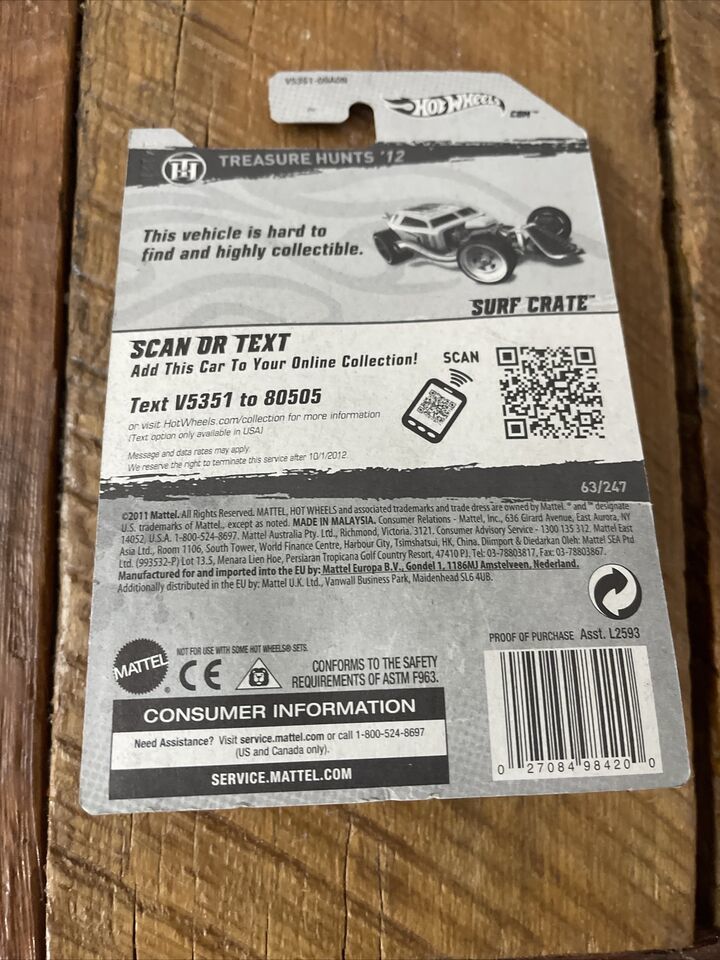 HOT WHEELS
.COM™
TH TREASURE HUNTS '12
This vehicle is hard to
find and highly collectible.
SURF CRATE™
SCAN OR TEXT
Add This Car To Your Online Collection!
SCAN
Text V5351 to 80505
or visit HotWheels.com/collection for more information
(Text option only available in USA)
Message and data rates may apply.
We reserve the right to terminate this service after 10/1/2012.
63/247
©2011 Mattel. All Rights Reserved. MATTEL, HOT WHEELS and associated trademarks and trade dress are owned by Mattel. ® and ™ designate
U.S. trademarks of Mattel, except as noted. MADE IN MALAYSIA. Consumer Relations - Mattel, Inc., 636 Girard Avenue, East Aurora, NY
14052, U.S.A. 1-800-524-8697. Mattel Australia Pty. Ltd., Richmond, Victoria. 3121. Consumer Advisory Service - 1300 135 312. Mattel East
Asia Ltd., Room 1106, South Tower, World Finance Centre, Harbour City, Tsimshatsui, HK, China. Diimport & Diedarkan Oleh: Mattel SEA Ptd
Ltd. (993532-P) Lot 13.5, Menara Lien Hoe, Persiaran Tropicana Golf Country Resort, 47410 PJ. Tel: 03-78803817, Fax: 03-78803867.
Manufactured for and imported into the EU by: Mattel Europa B.V., Gondel 1, 1186MJ Amstelveen, Nederland.
Additionally distributed in the EU by: Mattel U.K. Ltd., Vanwall Business Park, Maidenhead SL6 4UB.
PROOF OF PURCHASE Asst. L2593
NOT FOR USE WITH SOME HOT WHEELS® SETS.
MATTEL®
CE
CONFORMS TO THE SAFETY
REQUIREMENTS OF ASTM F963.
CONSUMER INFORMATION
Need Assistance? Visit service.mattel.com or call 1-800-524-8697
(US and Canada only).
SERVICE.MATTEL.COM
0 27084 98420 0